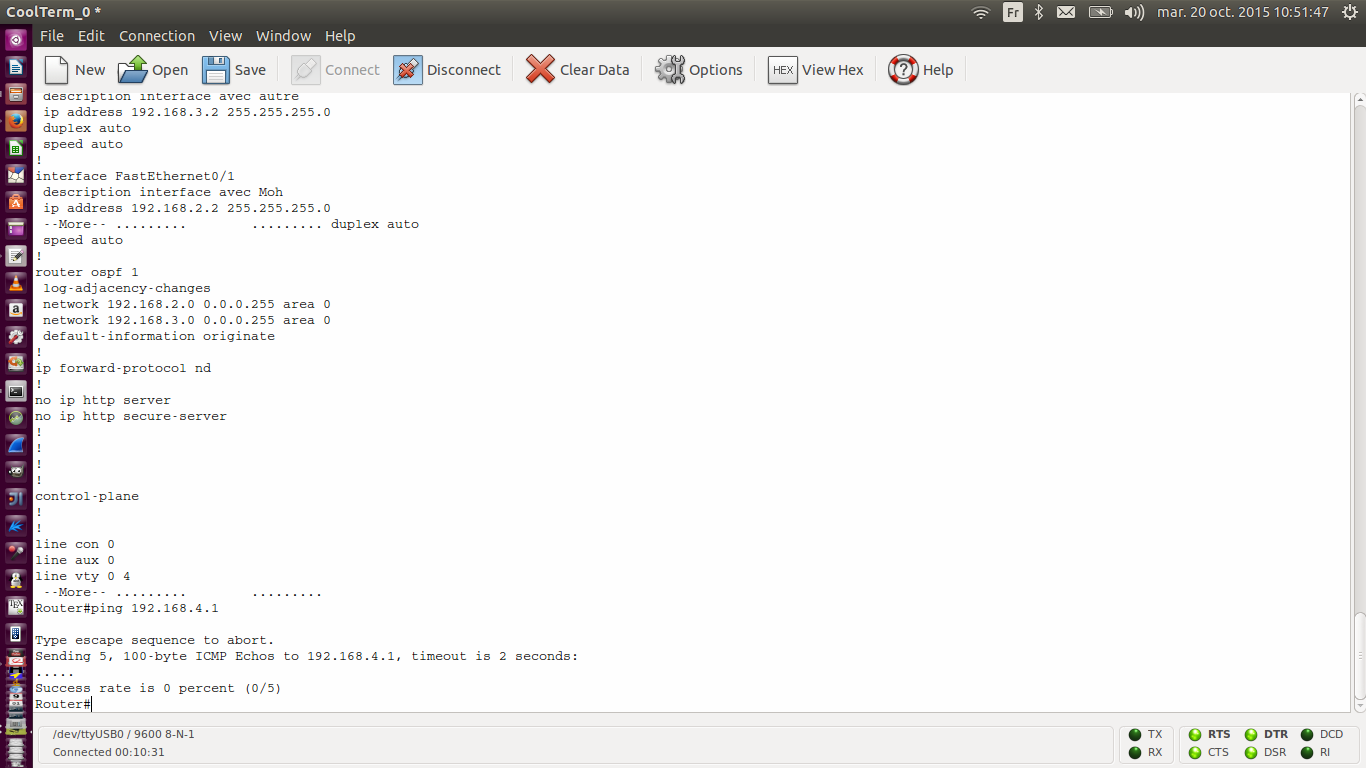 CoolTerm_0 *
Fr
mar. 20 oct. 2015 10:51:47
File Edit Connection View Window Help
New Open Save Connect Disconnect Clear Data Options HEX View Hex Help
description interface avec autre
ip address 192.168.3.2 255.255.255.0
duplex auto
speed auto
!
interface FastEthernet0/1
description interface avec Moh
ip address 192.168.2.2 255.255.255.0
--More-- ......... ......... duplex auto
speed auto
!
router ospf 1
log-adjacency-changes
network 192.168.2.0 0.0.0.255 area 0
network 192.168.3.0 0.0.0.255 area 0
default-information originate
!
ip forward-protocol nd
!
no ip http server
no ip http secure-server
!
!
!
!
control-plane
!
!
line con 0
line aux 0
line vty 0 4
--More-- ......... .........
Router#ping 192.168.4.1
Type escape sequence to abort.
Sending 5, 100-byte ICMP Echos to 192.168.4.1, timeout is 2 seconds:
.....
Success rate is 0 percent (0/5)
Router#
/dev/ttyUSB0 / 9600 8-N-1
Connected 00:10:31
TX RTS DTR DCD
RX CTS DSR RI